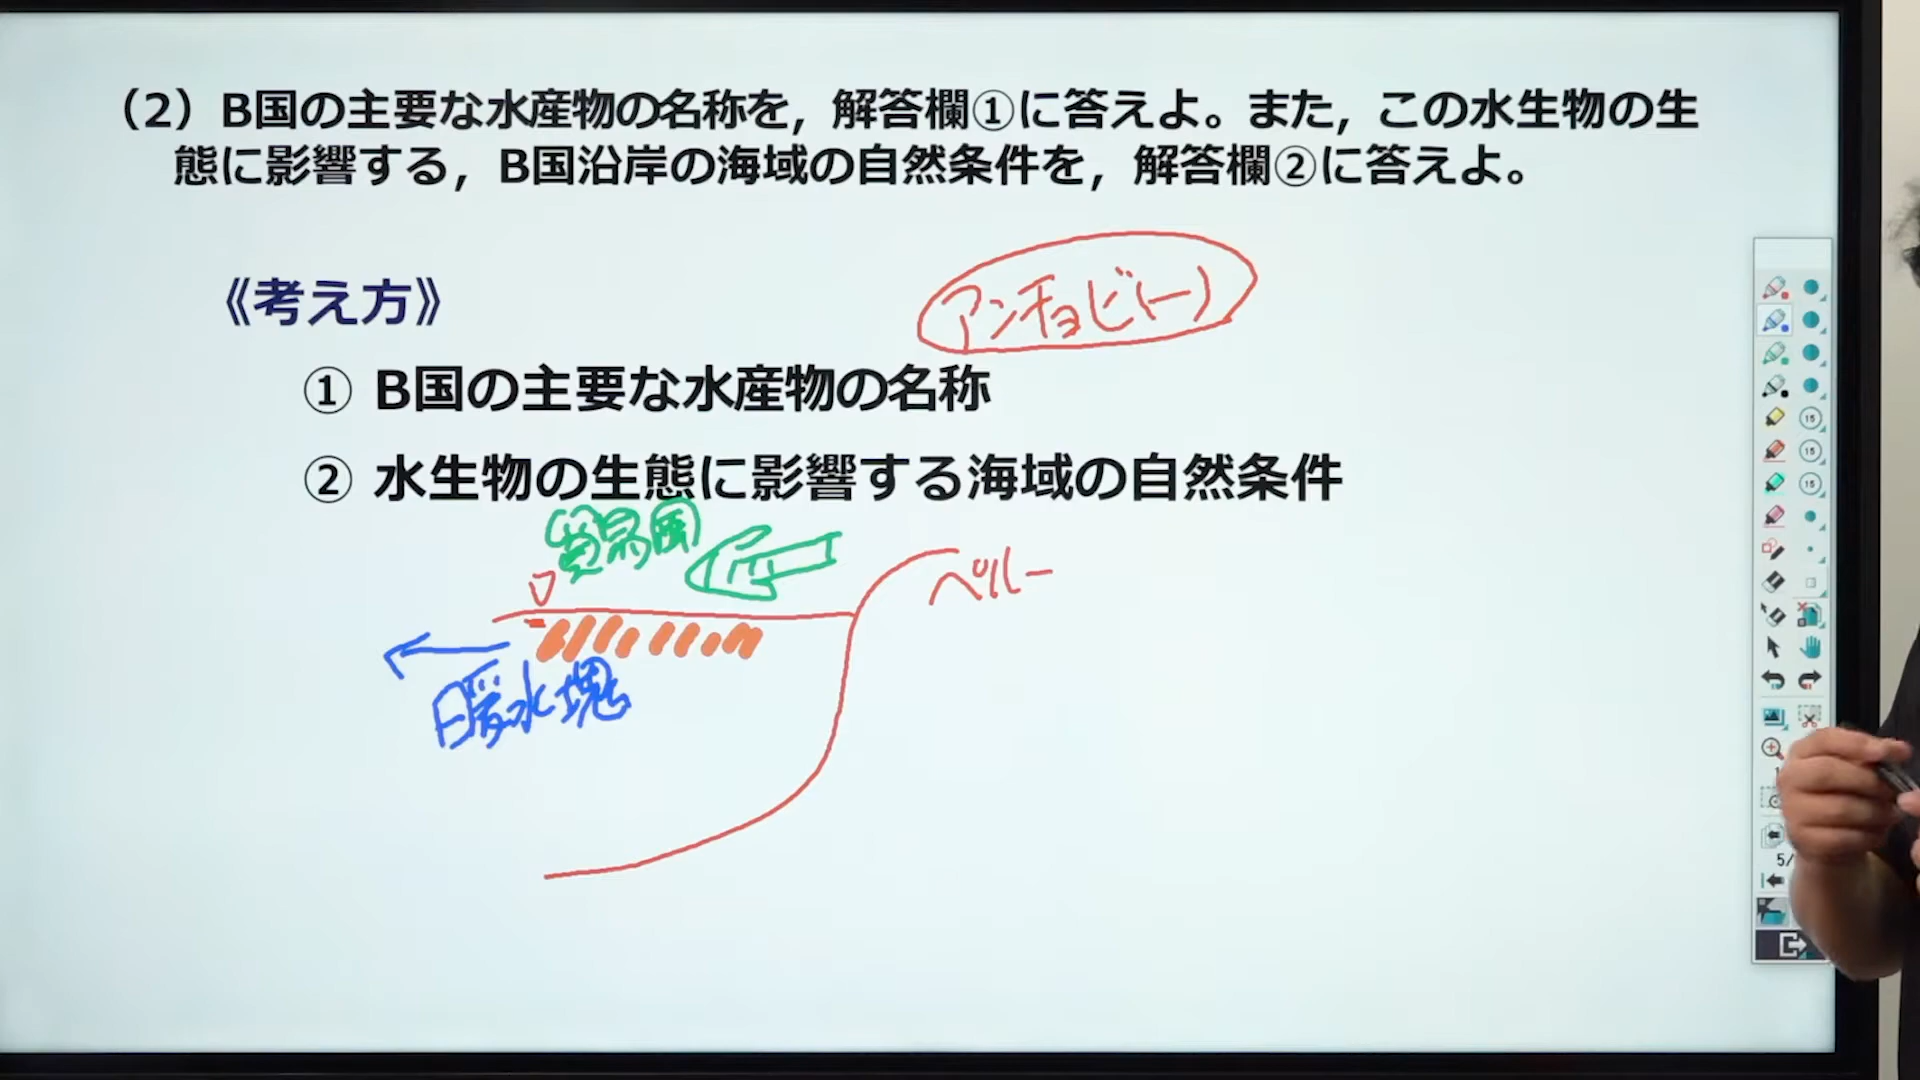 （2）B国の主要な水産物の名称を，解答欄①に答えよ。また，この水生物の生
態に影響する，B国沿岸の海域の自然条件を，解答欄②に答えよ。
《考え方》
アンチョビ(ー)
① B国の主要な水産物の名称
② 水生物の生態に影響する海域の自然条件
貿易風
ペルー
暖水塊
15
15
15
5/